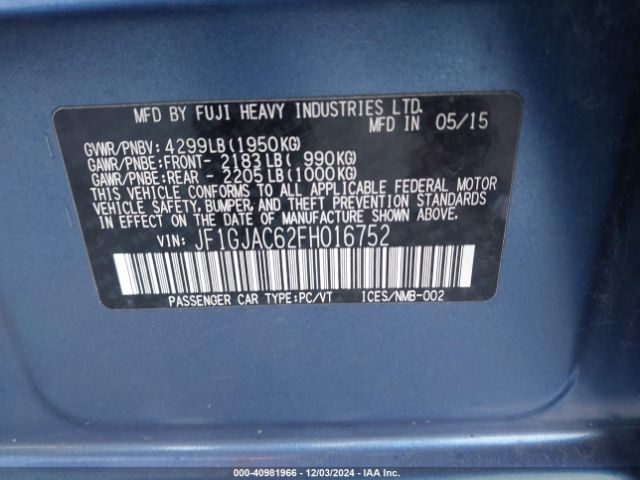 MFD BY FUJI HEAVY INDUSTRIES LTD.
MFD IN 05/15
GVWR/PNBV: 4299LB(1950KG)
GAWR/PNBE:FRONT- 2183LB( 990KG)
GAWR/PNBE:REAR - 2205LB(1000KG)
THIS VEHICLE CONFORMS TO ALL APPLICABLE FEDERAL MOTOR
VEHICLE SAFETY, BUMPER, AND THEFT PREVENTION STANDARDS
IN EFFECT ON THE DATE OF MANUFACTURE SHOWN ABOVE.
VIN: JF1GJAC62FH016752
PASSENGER CAR TYPE:PC/VT ICES/NMB-002
000-40981966 - 12/03/2024 - IAA Inc.